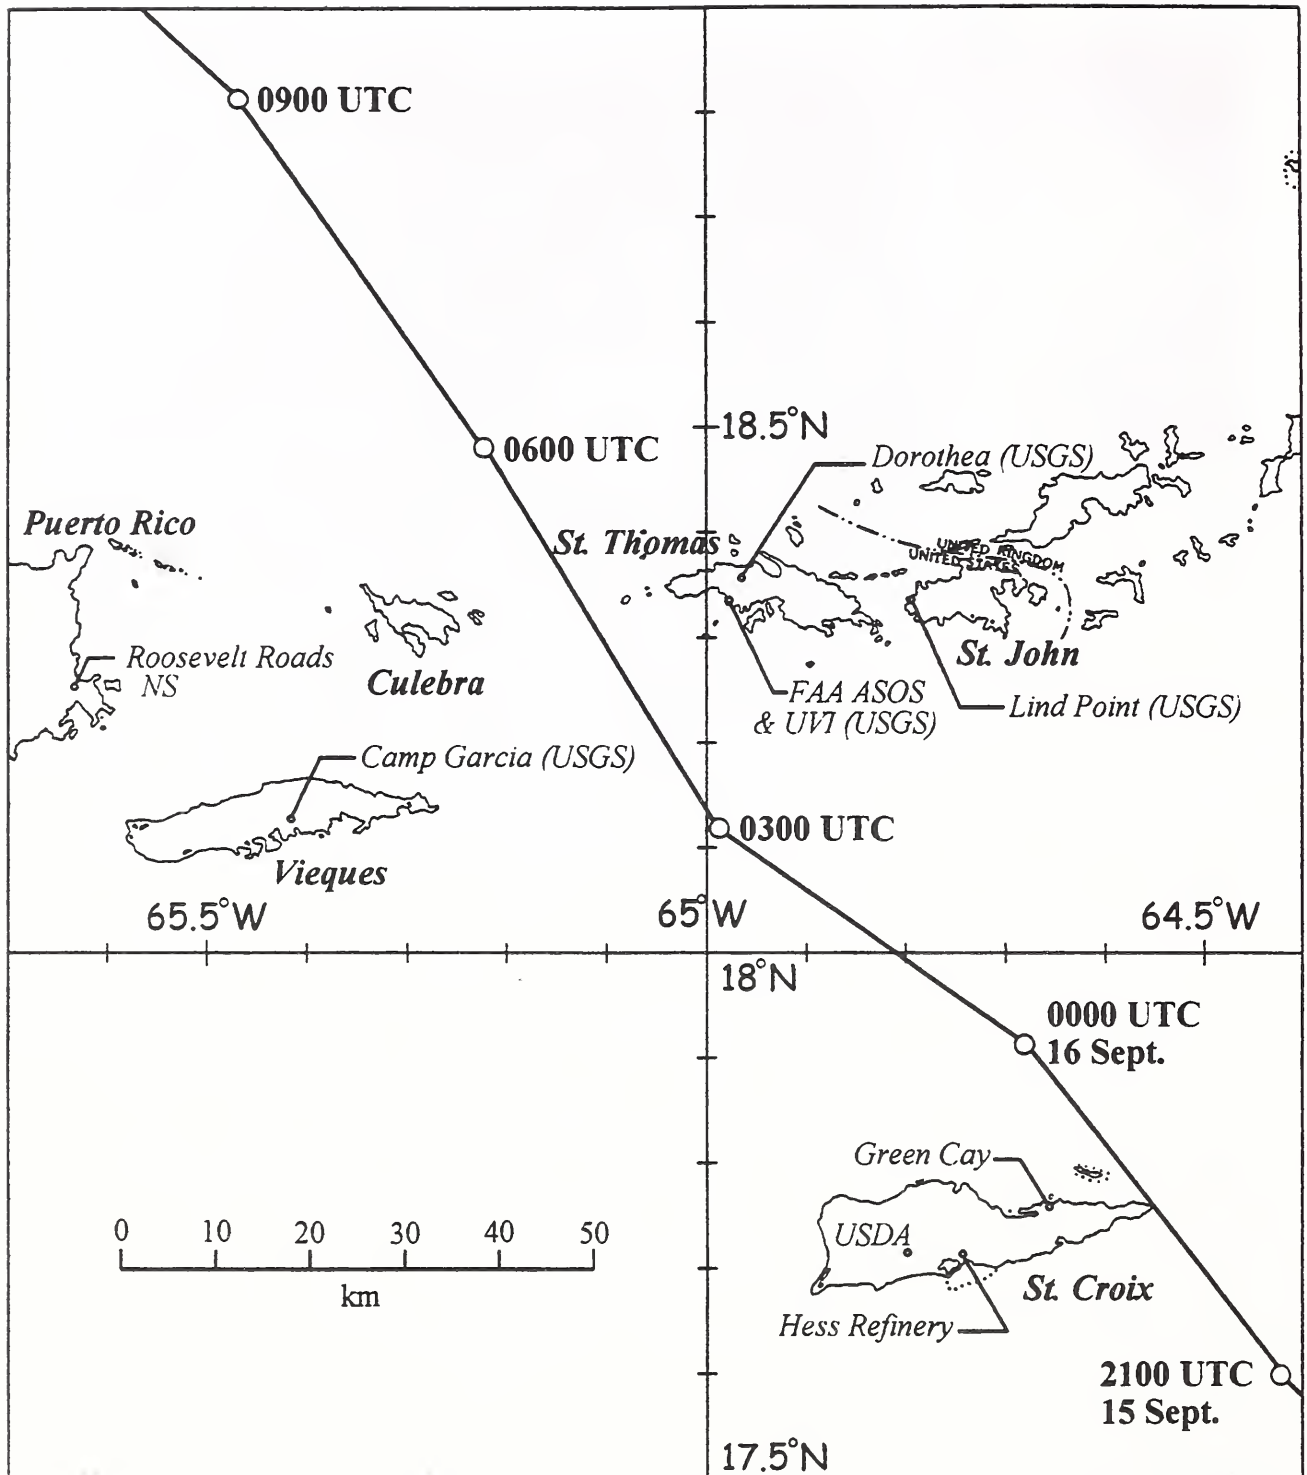 0900 UTC
18.5°N
0600 UTC
Dorothea (USGS)
Puerto Rico
St. Thomas
UNITED KINGDOM
UNITED STATES
Roosevelt Roads
NS
Culebra
St. John
FAA ASOS
& UVI (USGS)
Lind Point (USGS)
Camp Garcia (USGS)
0300 UTC
Vieques
65.5°W
65°W
64.5°W
18°N
0000 UTC
16 Sept.
Green Cay
0 10 20 30 40 50
km
USDA
St. Croix
Hess Refinery
2100 UTC
15 Sept.
17.5°N